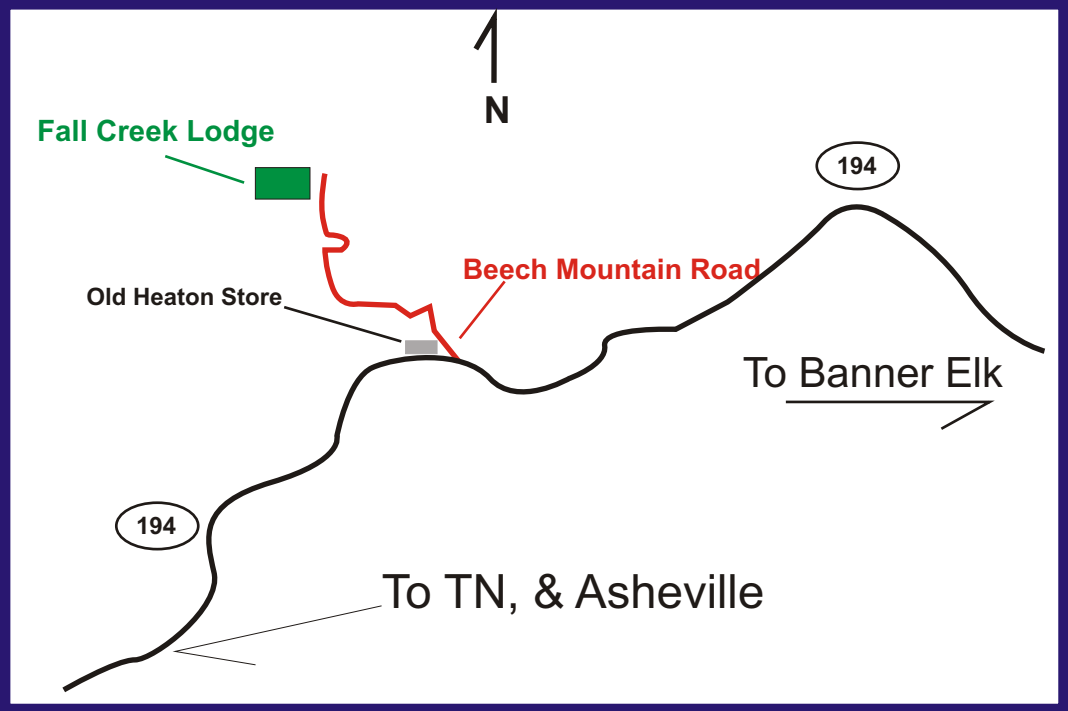 N
Fall Creek Lodge
194
Beech Mountain Road
Old Heaton Store
To Banner Elk
194
To TN, & Asheville